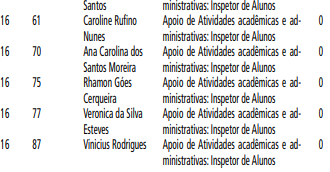 Santos ministrativas: Inspetor de Alunos
16 61 Caroline Rufino Apoio de Atividades acadêmicas e ad- 0
Nunes ministrativas: Inspetor de Alunos
16 70 Ana Carolina dos Apoio de Atividades acadêmicas e ad- 0
Santos Moreira ministrativas: Inspetor de Alunos
16 75 Rhamon Góes Apoio de Atividades acadêmicas e ad- 0
Cerqueira ministrativas: Inspetor de Alunos
16 77 Veronica da Silva Apoio de Atividades acadêmicas e ad- 0
Esteves ministrativas: Inspetor de Alunos
16 87 Vinicius Rodrigues Apoio de Atividades acadêmicas e ad- 0
ministrativas: Inspetor de Alunos